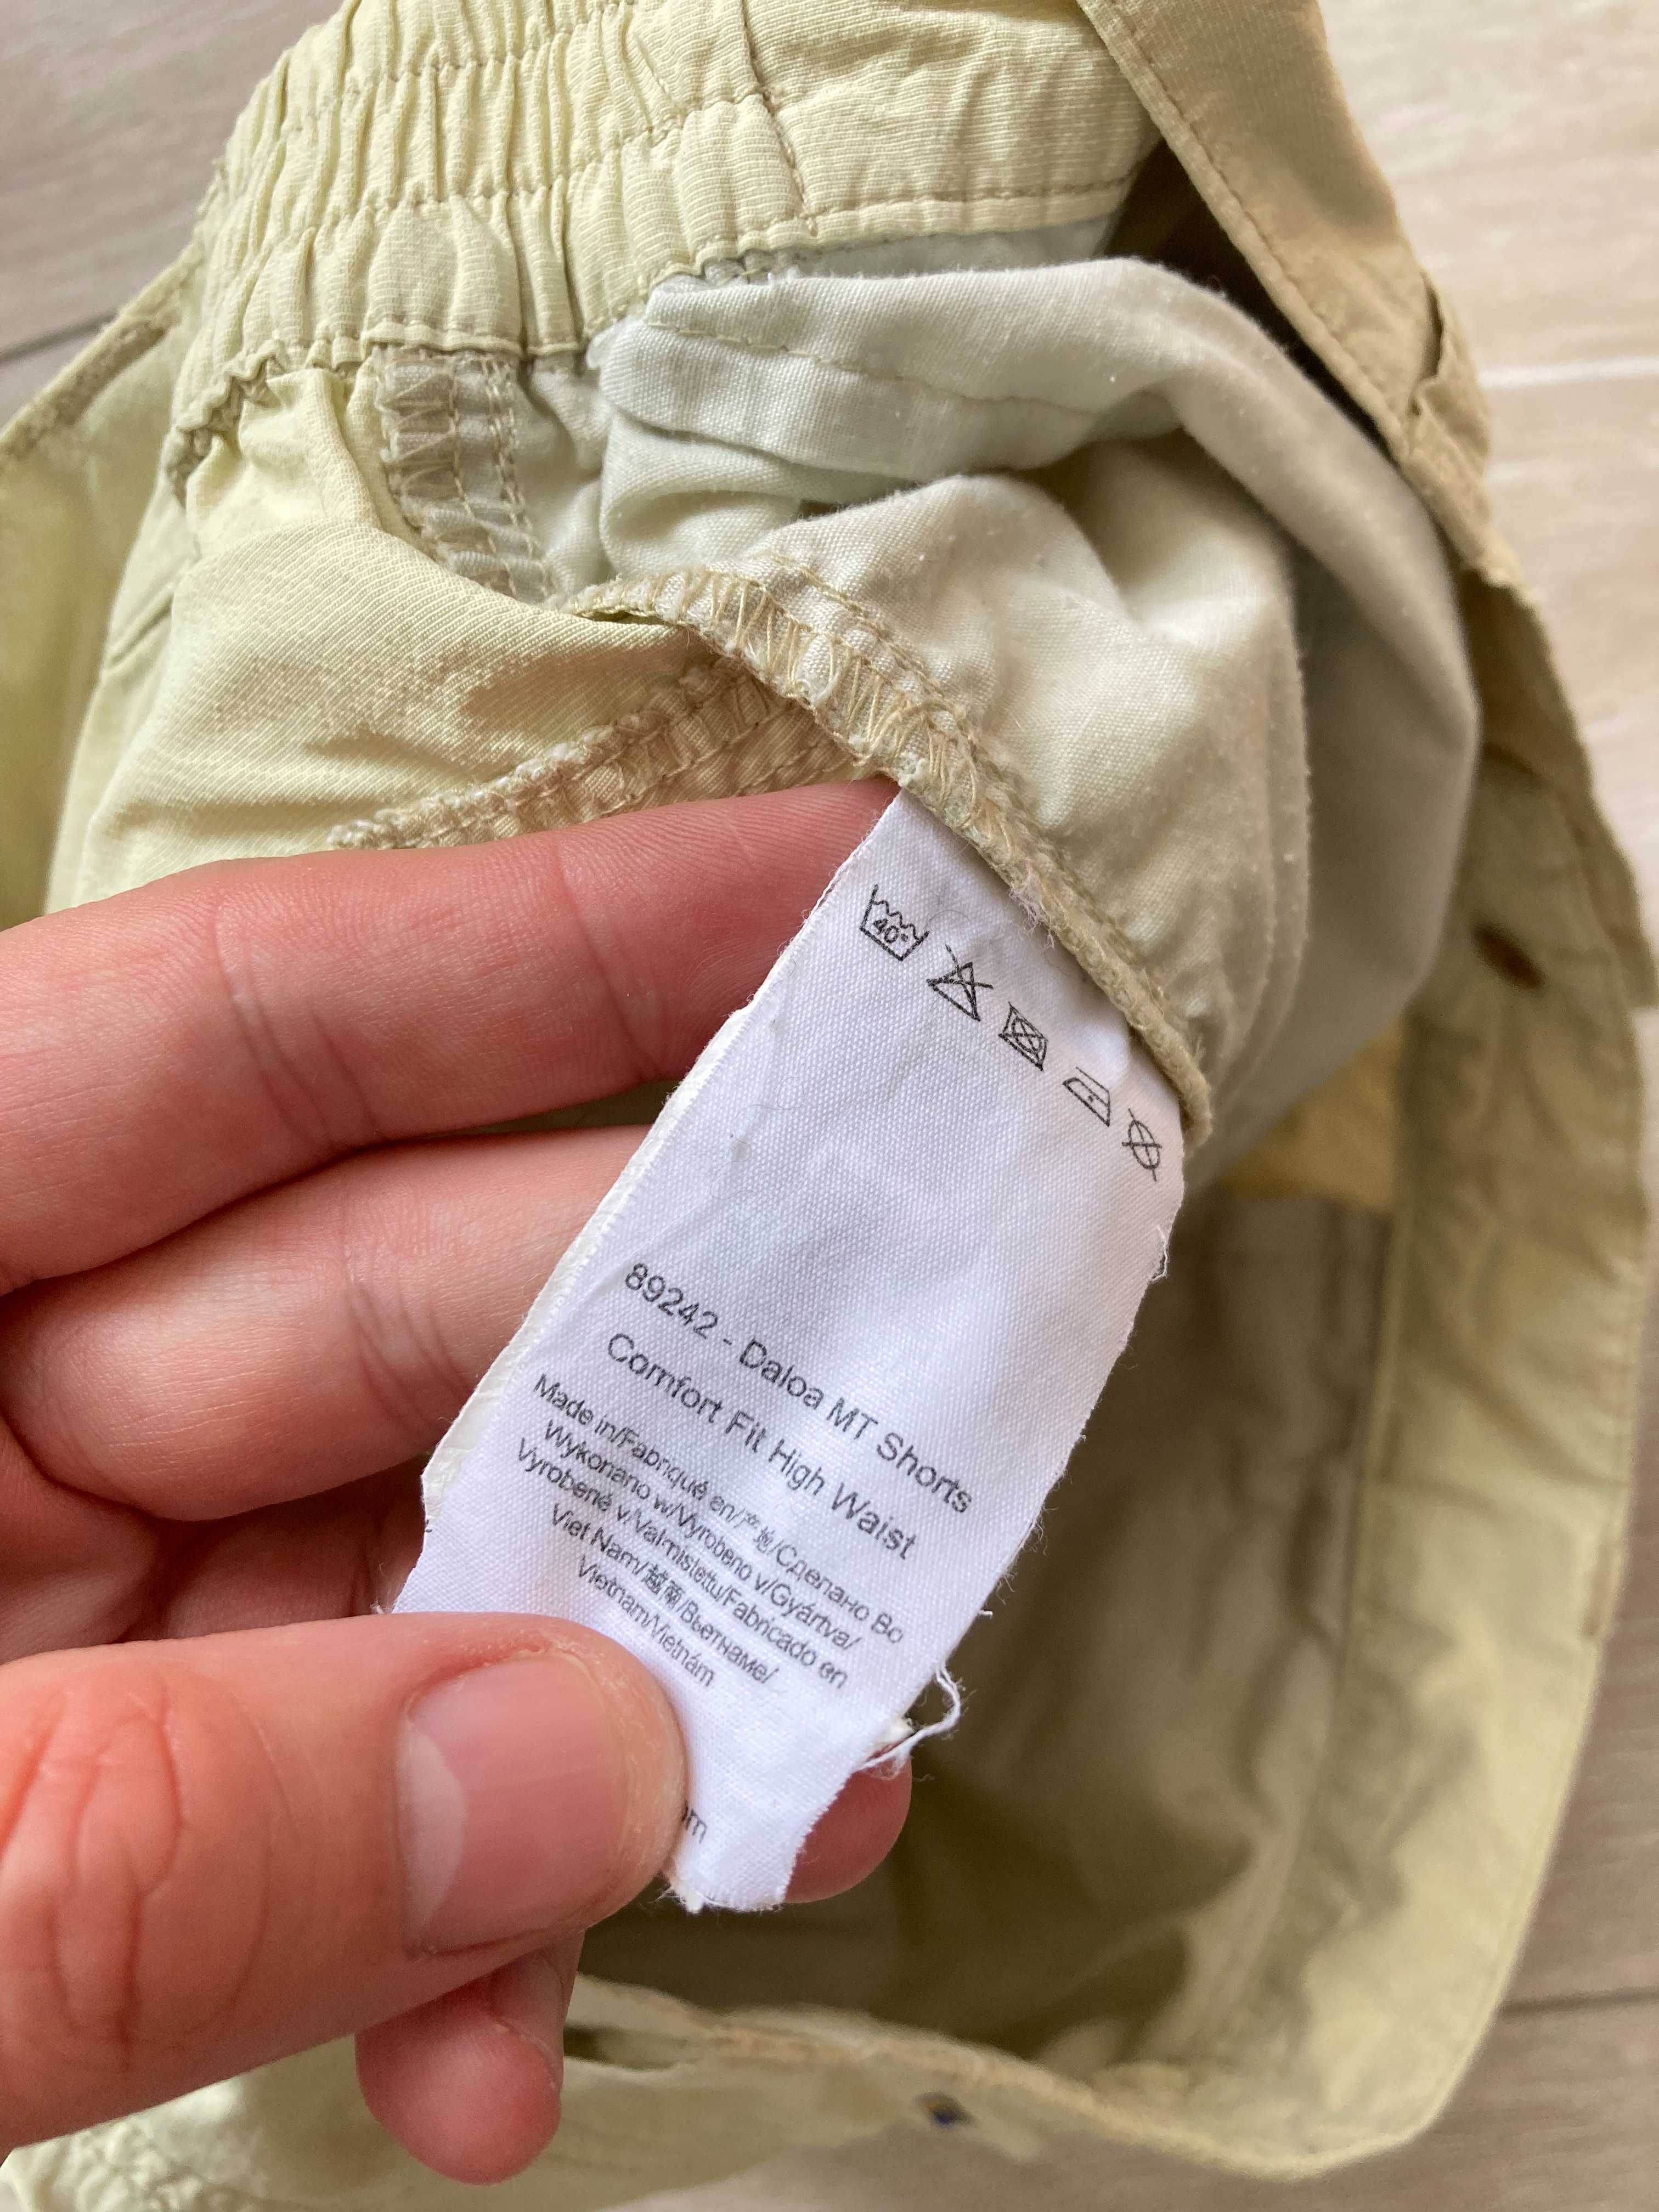 40°
89242 - Daloa MT Shorts
Comfort Fit High Waist
Made in/Fabriqué en/产地/Сделано Во
Wykonano w/Vyrobeno v/Gyártva/
Vyrobené v/Valmistettu/Fabricado en
Viet Nam/越南/Вьетнаме/
Vietnam/Vietnám
om